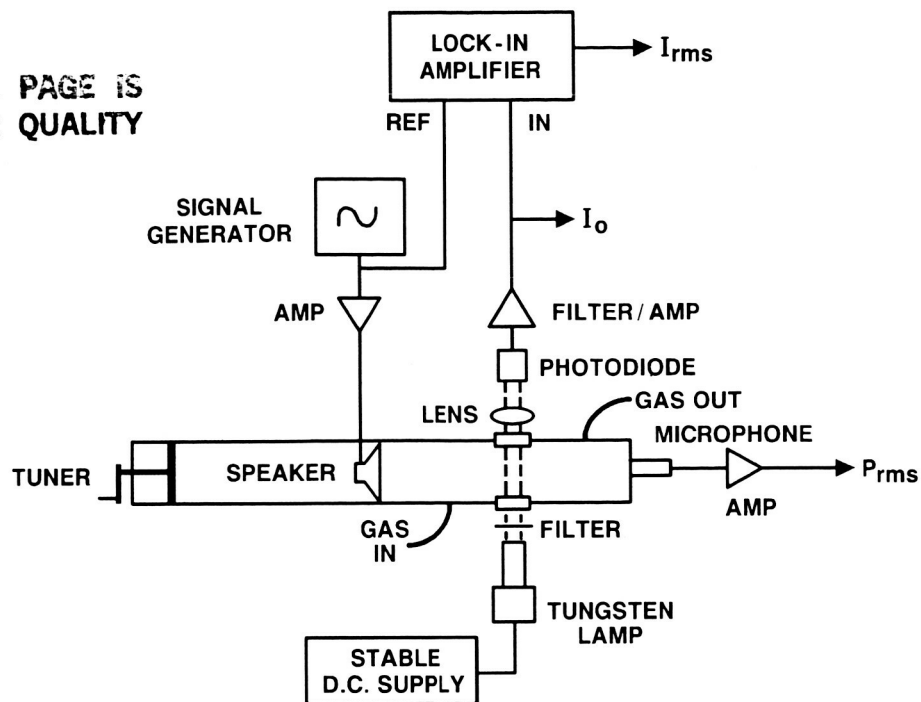 PAGE IS
QUALITY
LOCK-IN
AMPLIFIER
I_rms
REF
IN
SIGNAL
GENERATOR
I_o
AMP
FILTER / AMP
PHOTODIODE
LENS
GAS OUT
MICROPHONE
TUNER
SPEAKER
P_rms
AMP
GAS
IN
FILTER
TUNGSTEN
LAMP
STABLE
D.C. SUPPLY